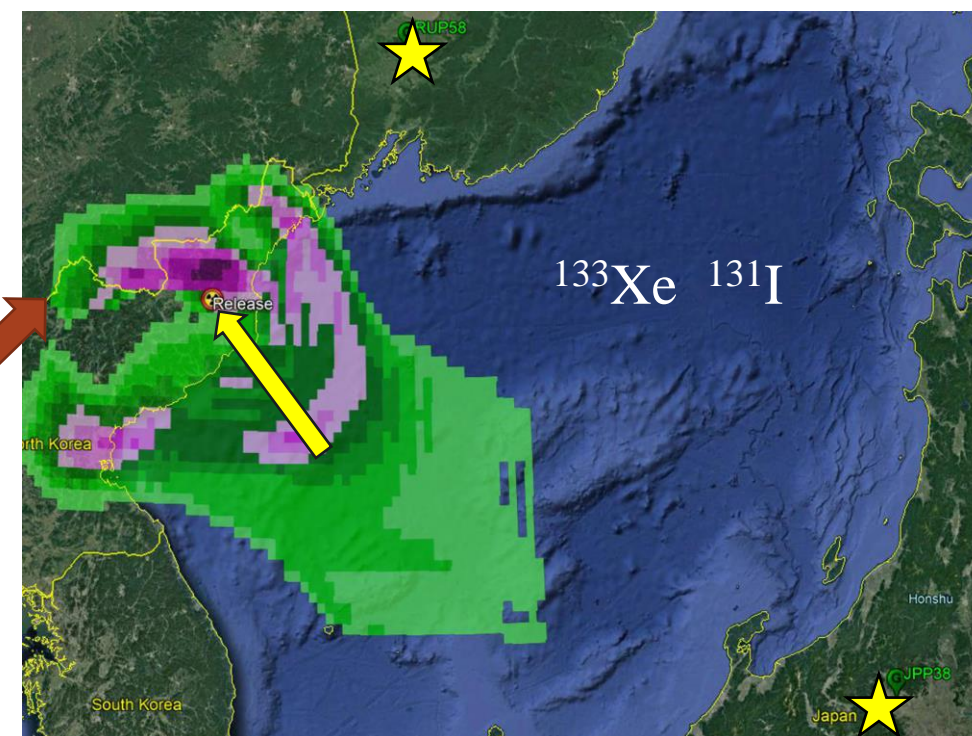 RUP58
¹³³Xe ¹³¹I
Release
orth Korea
Honshu
JPP38
South Korea
Japan